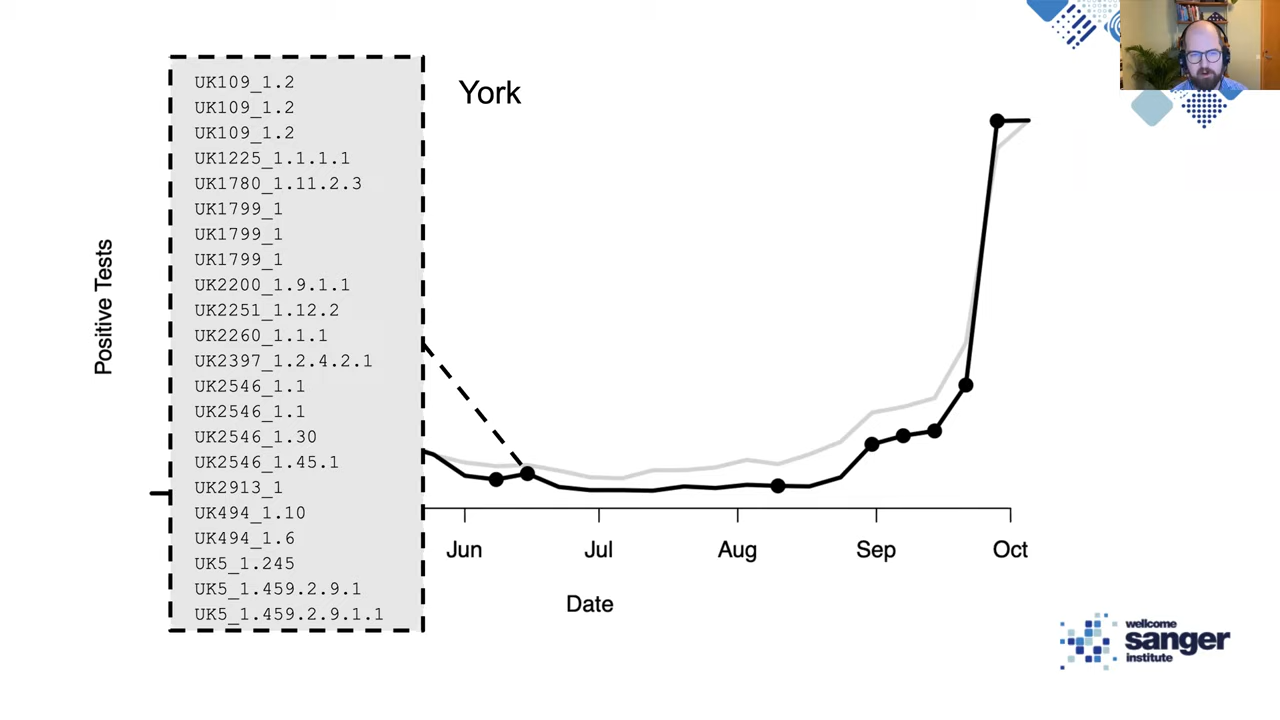 York
UK109_1.2
UK109_1.2
UK109_1.2
UK1225_1.1.1.1
UK1780_1.11.2.3
UK1799_1
UK1799_1
UK1799_1
UK2200_1.9.1.1
UK2251_1.12.2
UK2260_1.1.1
UK2397_1.2.4.2.1
UK2546_1.1
UK2546_1.1
UK2546_1.30
UK2546_1.45.1
UK2913_1
UK494_1.10
UK494_1.6
UK5_1.245
UK5_1.459.2.9.1
UK5_1.459.2.9.1.1
Positive Tests
Jun Jul Aug Sep Oct
Date
wellcome
sanger
institute